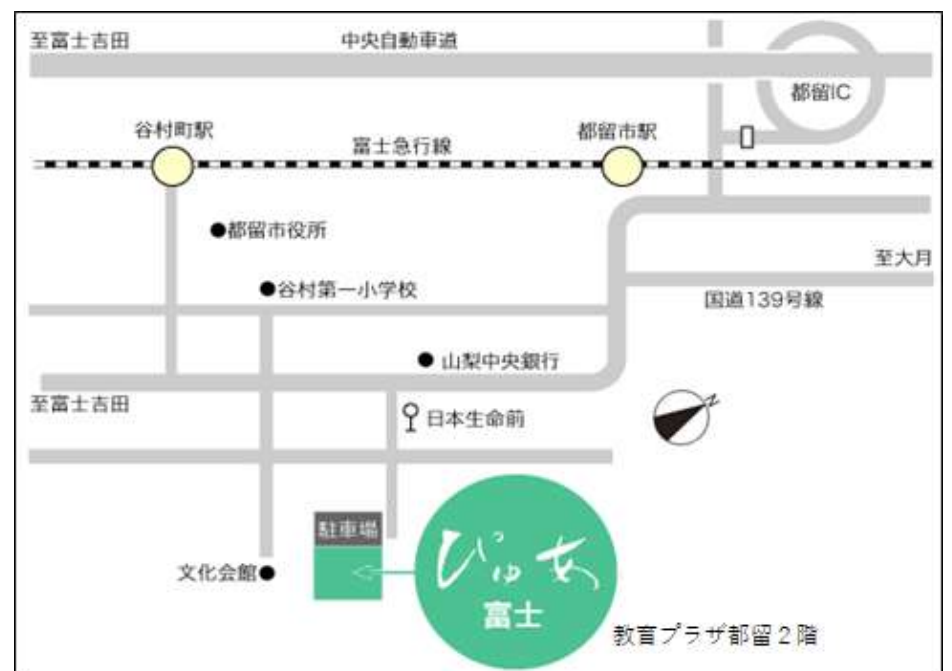 至富士吉田
中央自動車道
都留IC
谷村町駅
富士急行線
都留市駅
●都留市役所
至大月
●谷村第一小学校
国道139号線
● 山梨中央銀行
至富士吉田
日本生命前
N
駐車場
ぴゅあ
富士
文化会館●
教育プラザ都留2階